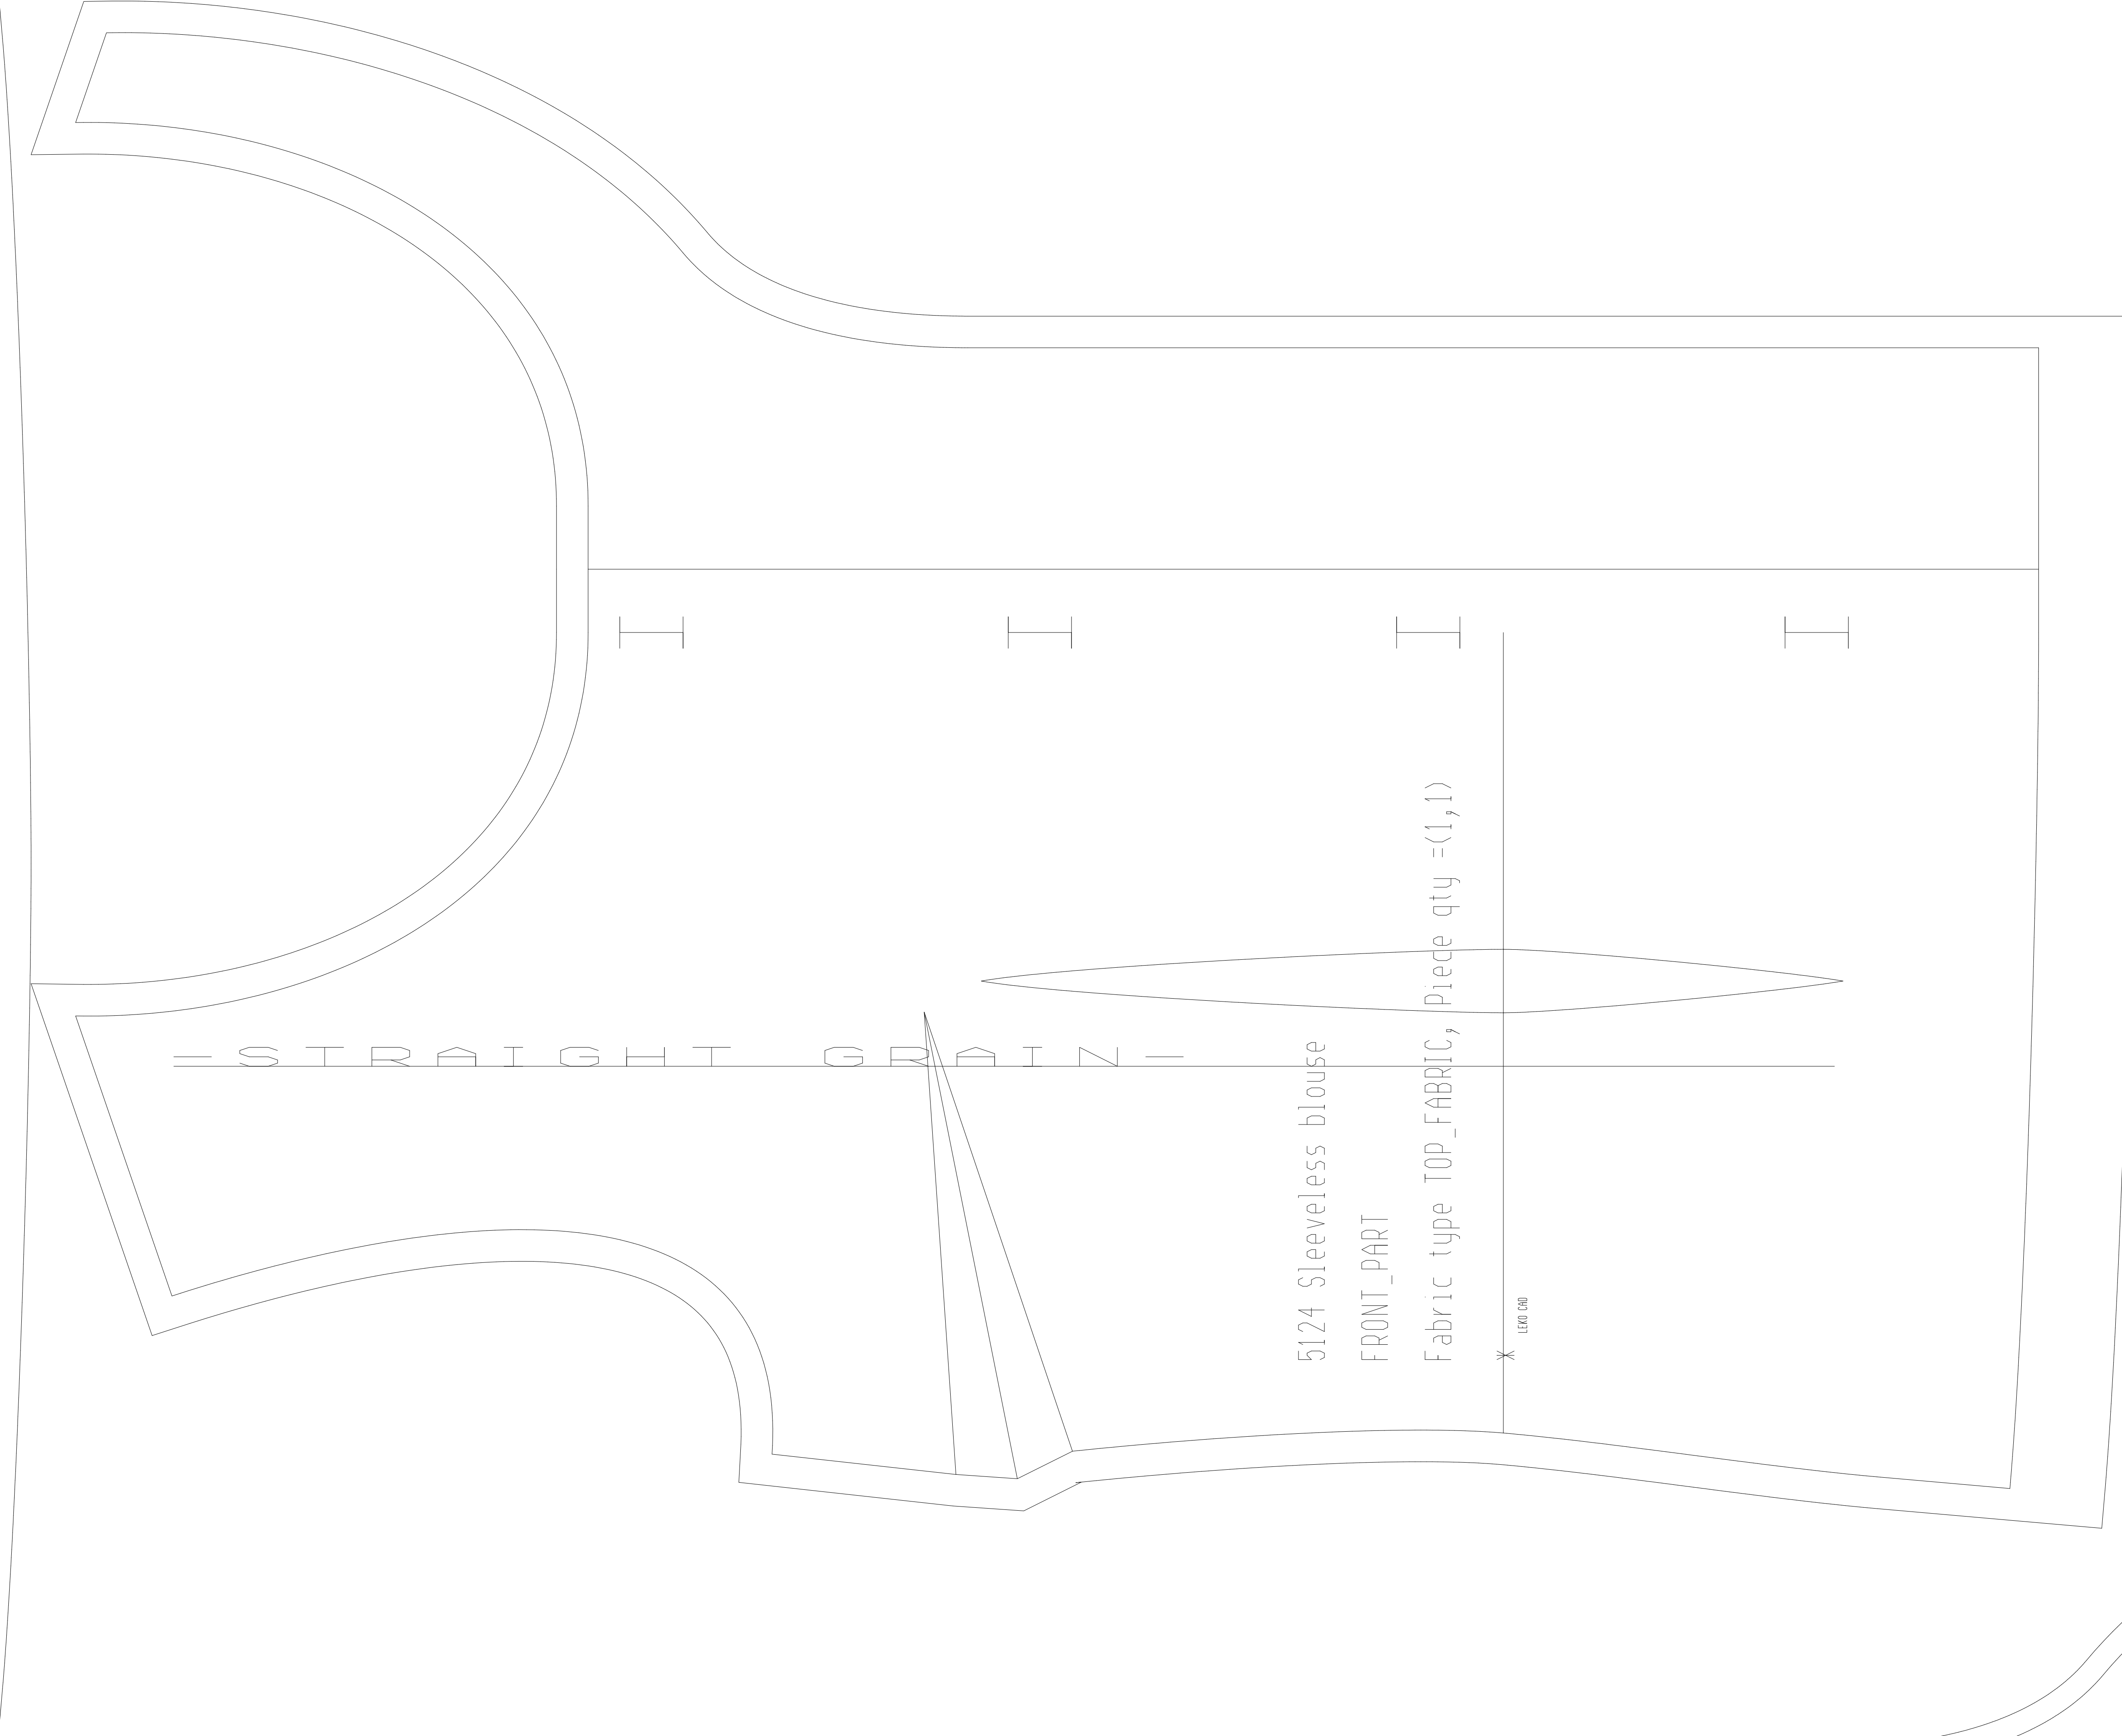 -STRAIGHT GRAIN-
5124 Sleeveless blouse
FRONT_PART
Fabric type TOP_FABRIC, Piece qty =(1,1)
LEKO CAD